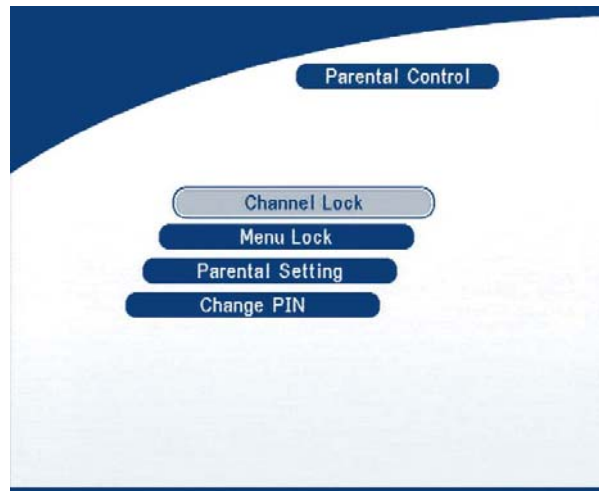 Parental Control
Channel Lock
Menu Lock
Parental Setting
Change PIN